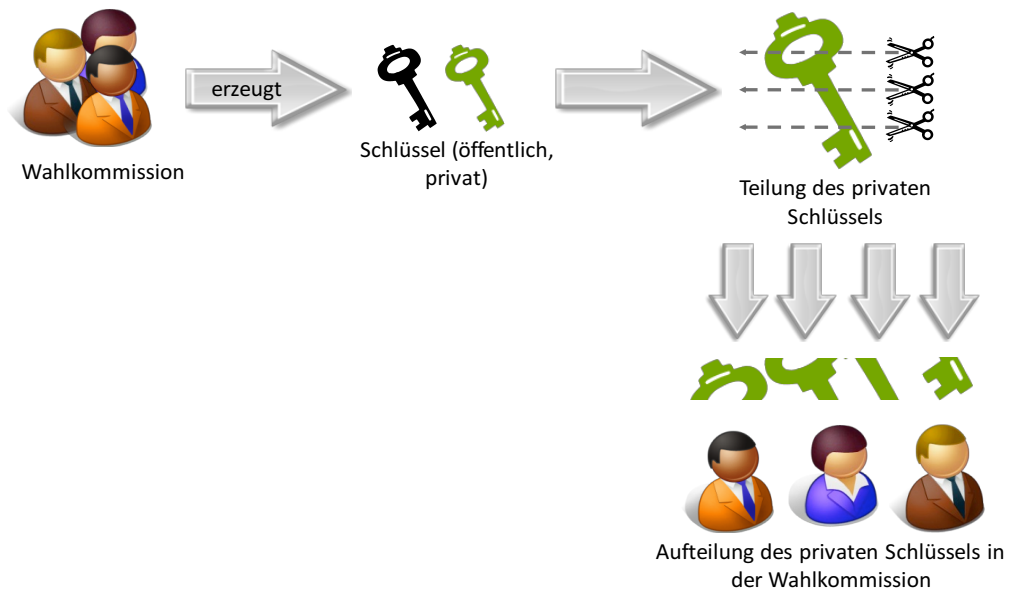 erzeugt
Wahlkommission
Schlüssel (öffentlich,
privat)
Teilung des privaten
Schlüssels
Aufteilung des privaten Schlüssels in
der Wahlkommission